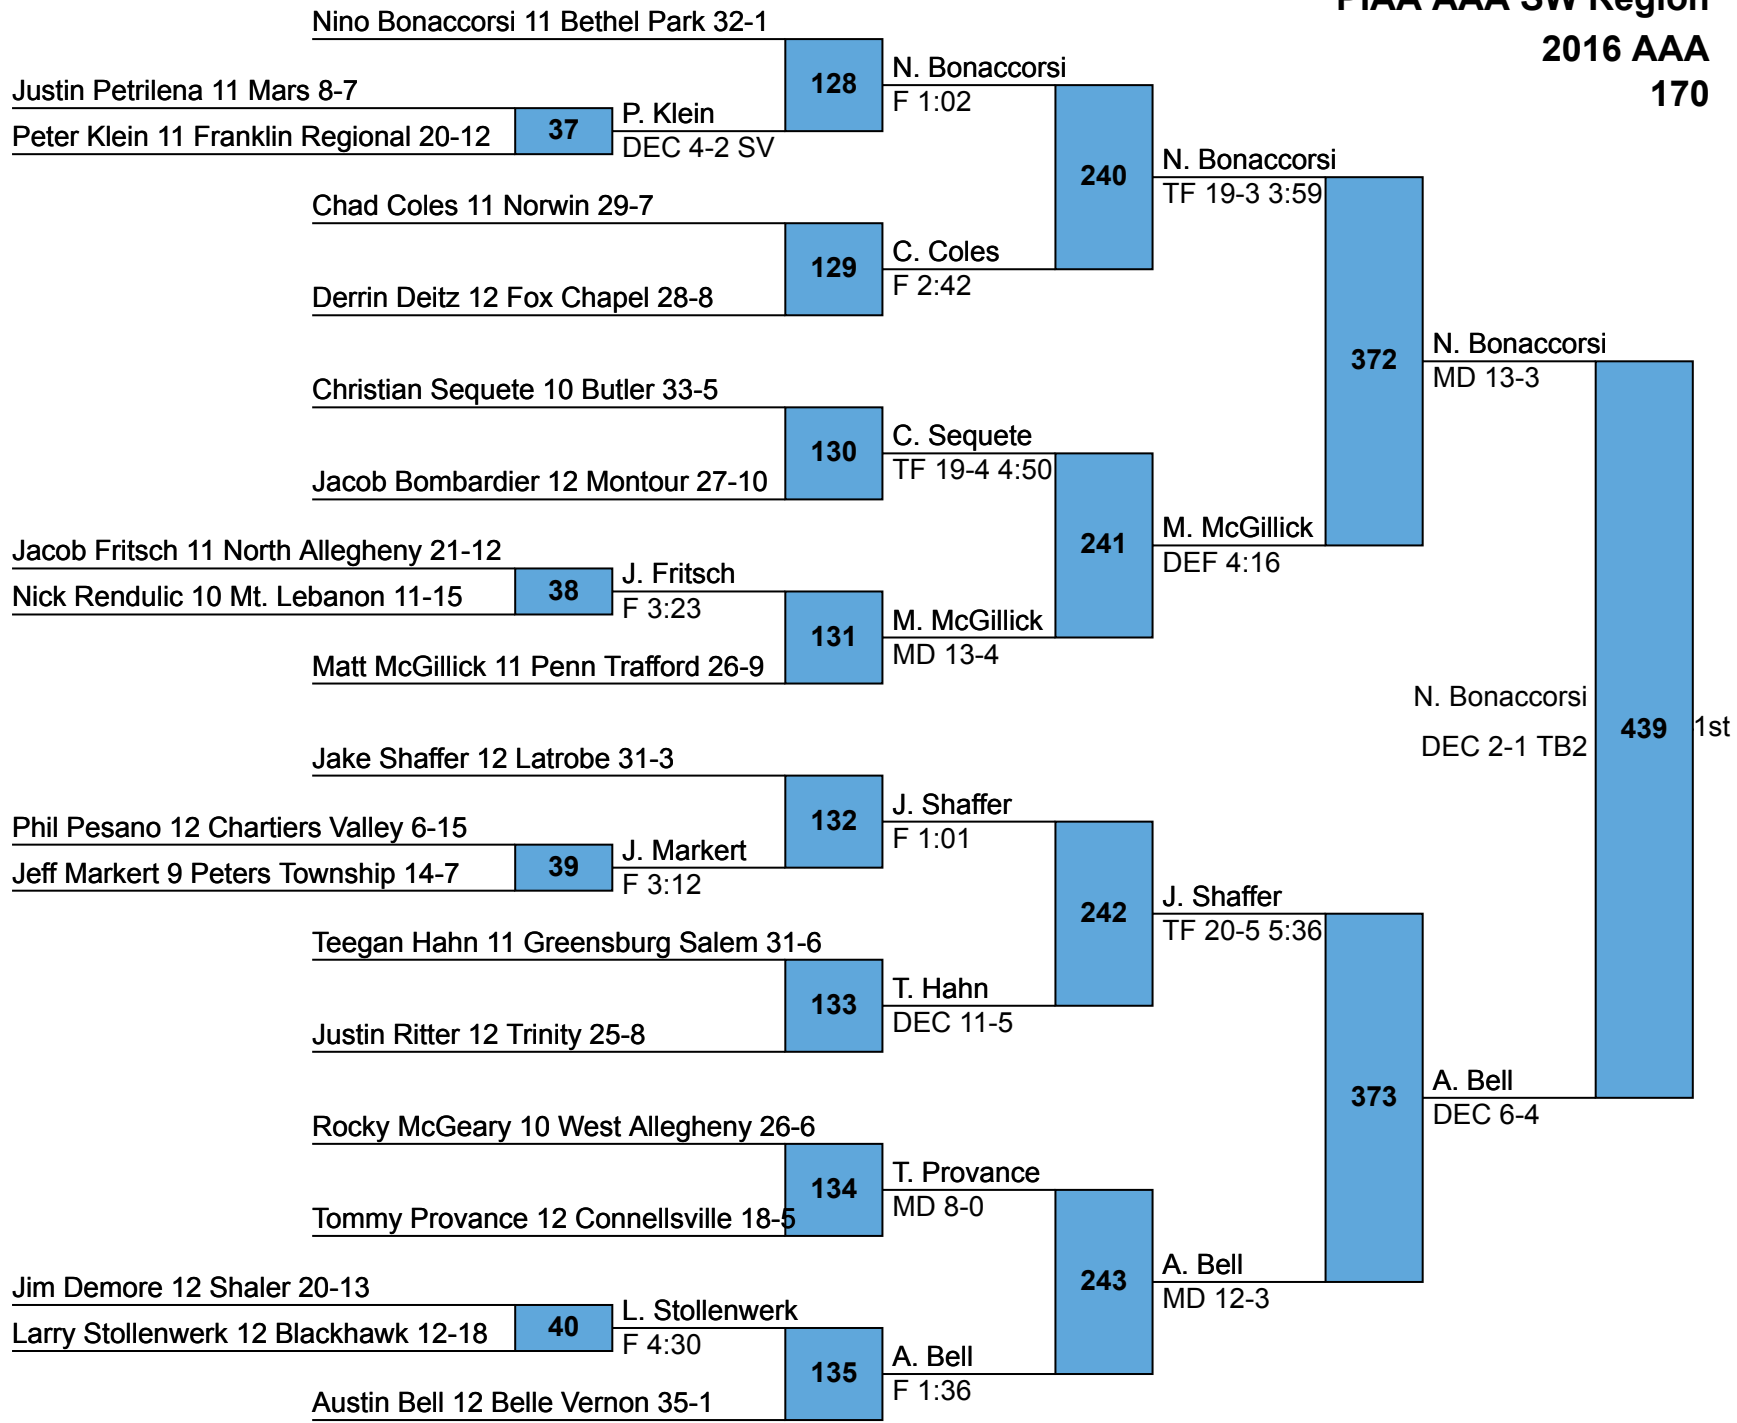 PIAA AAA SW Region
2016 AAA
170
Nino Bonaccorsi 11 Bethel Park 32-1
Justin Petrilena 11 Mars 8-7
Peter Klein 11 Franklin Regional 20-12
37
P. Klein
DEC 4-2 SV
128
N. Bonaccorsi
F 1:02
Chad Coles 11 Norwin 29-7
Derrin Deitz 12 Fox Chapel 28-8
129
C. Coles
F 2:42
240
N. Bonaccorsi
TF 19-3 3:59
Christian Sequete 10 Butler 33-5
Jacob Bombardier 12 Montour 27-10
130
C. Sequete
TF 19-4 4:50
Jacob Fritsch 11 North Allegheny 21-12
Nick Rendulic 10 Mt. Lebanon 11-15
38
J. Fritsch
F 3:23
Matt McGillick 11 Penn Trafford 26-9
131
M. McGillick
MD 13-4
241
M. McGillick
DEF 4:16
372
N. Bonaccorsi
MD 13-3
Jake Shaffer 12 Latrobe 31-3
Phil Pesano 12 Chartiers Valley 6-15
Jeff Markert 9 Peters Township 14-7
39
J. Markert
F 3:12
132
J. Shaffer
F 1:01
Teegan Hahn 11 Greensburg Salem 31-6
Justin Ritter 12 Trinity 25-8
133
T. Hahn
DEC 11-5
242
J. Shaffer
TF 20-5 5:36
Rocky McGeary 10 West Allegheny 26-6
Tommy Provance 12 Connellsville 18-5
134
T. Provance
MD 8-0
Jim Demore 12 Shaler 20-13
Larry Stollenwerk 12 Blackhawk 12-18
40
L. Stollenwerk
F 4:30
Austin Bell 12 Belle Vernon 35-1
135
A. Bell
F 1:36
243
A. Bell
MD 12-3
373
A. Bell
DEC 6-4
N. Bonaccorsi
DEC 2-1 TB2
439
1st